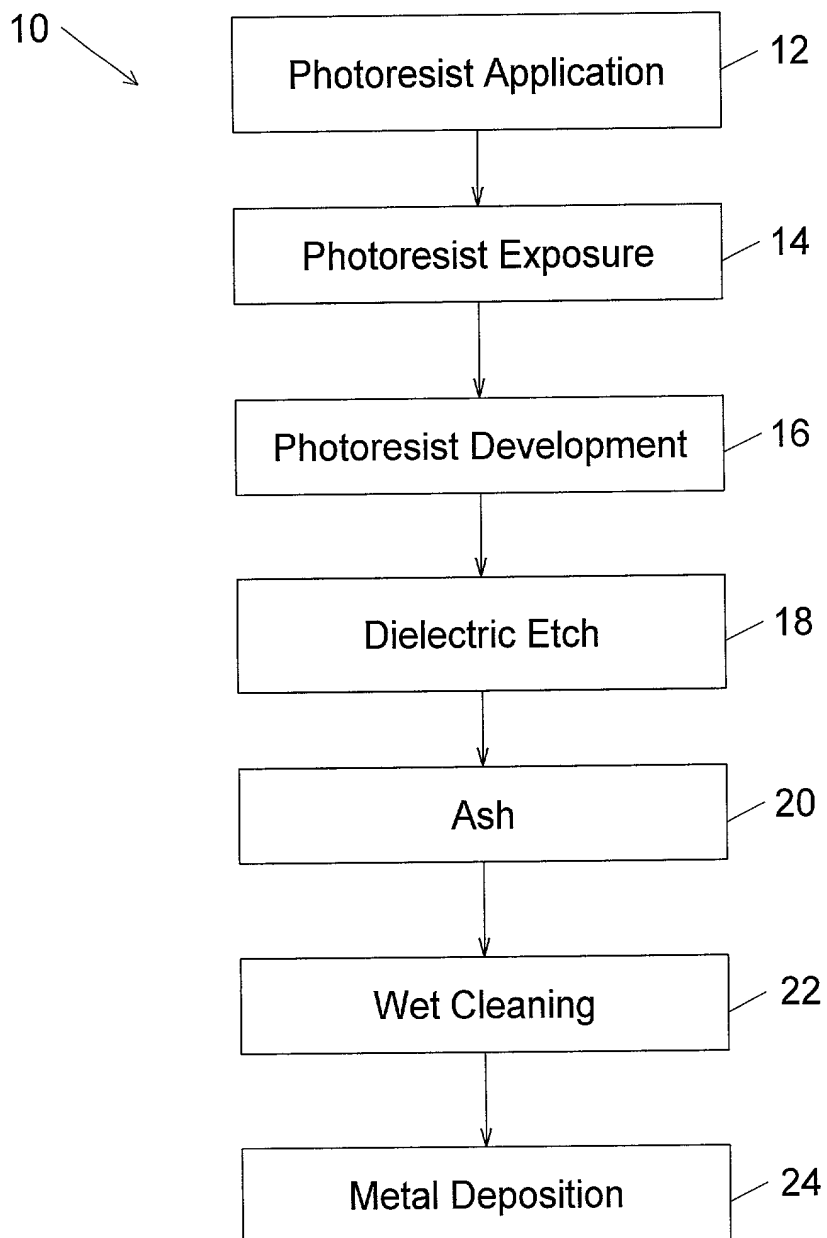 10
Photoresist Application 12
Photoresist Exposure 14
Photoresist Development 16
Dielectric Etch 18
Ash 20
Wet Cleaning 22
Metal Deposition 24